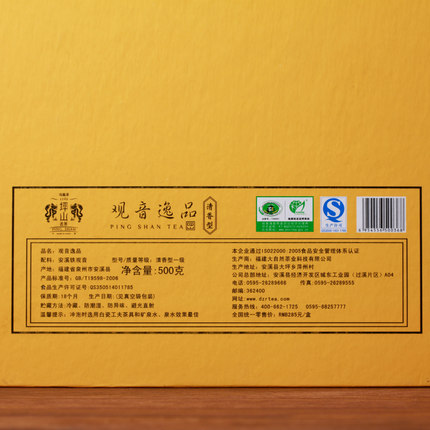 坪山
PING SHAN
观音逸品
清香型
PING SHAN TEA
QS
品名:观音逸品
配料:安溪铁观音 型号/质量等级:清香型一级
产地:福建省泉州市安溪县
净含量:500克
产品标准号:GB/T19598-2006
食品生产许可证号:QS350014011785
保质期:18个月 生产日期:(见真空袋包装)
贮藏方法:冷藏、防潮湿、防异味、避光直射
温馨提示:冲泡时选用白瓷工夫茶具和矿泉水、泉水效果最佳
本企业通过ISO22000:2005食品安全管理体系认证
生产商:福建大自然茶业科技有限公司
生产地址:安溪县大坪乡萍州村
公司总部地址:安溪县经济开发区城东工业园(过溪片区)A04
电话:0595-26289666 传真:0595-26289555
邮编:362400
网址:www.dzrtea.com
服务热线:400-662-1725 0595-68257777
全国统一零售价:RMB285元/盒